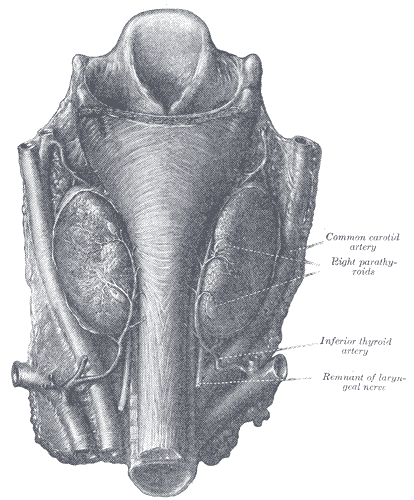 Common carotid
artery
Right parathy-
roids
Inferior thyroid
artery
Remnant of laryn-
geal nerve